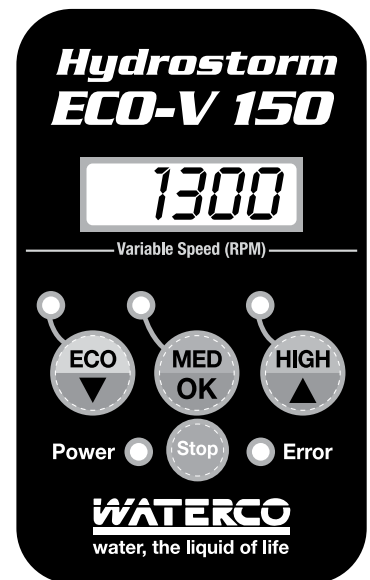 Hydrostorm
ECO-V 150
1300
Variable Speed (RPM)
ECO MED HIGH
OK
Power Stop Error
WATERCO
water, the liquid of life